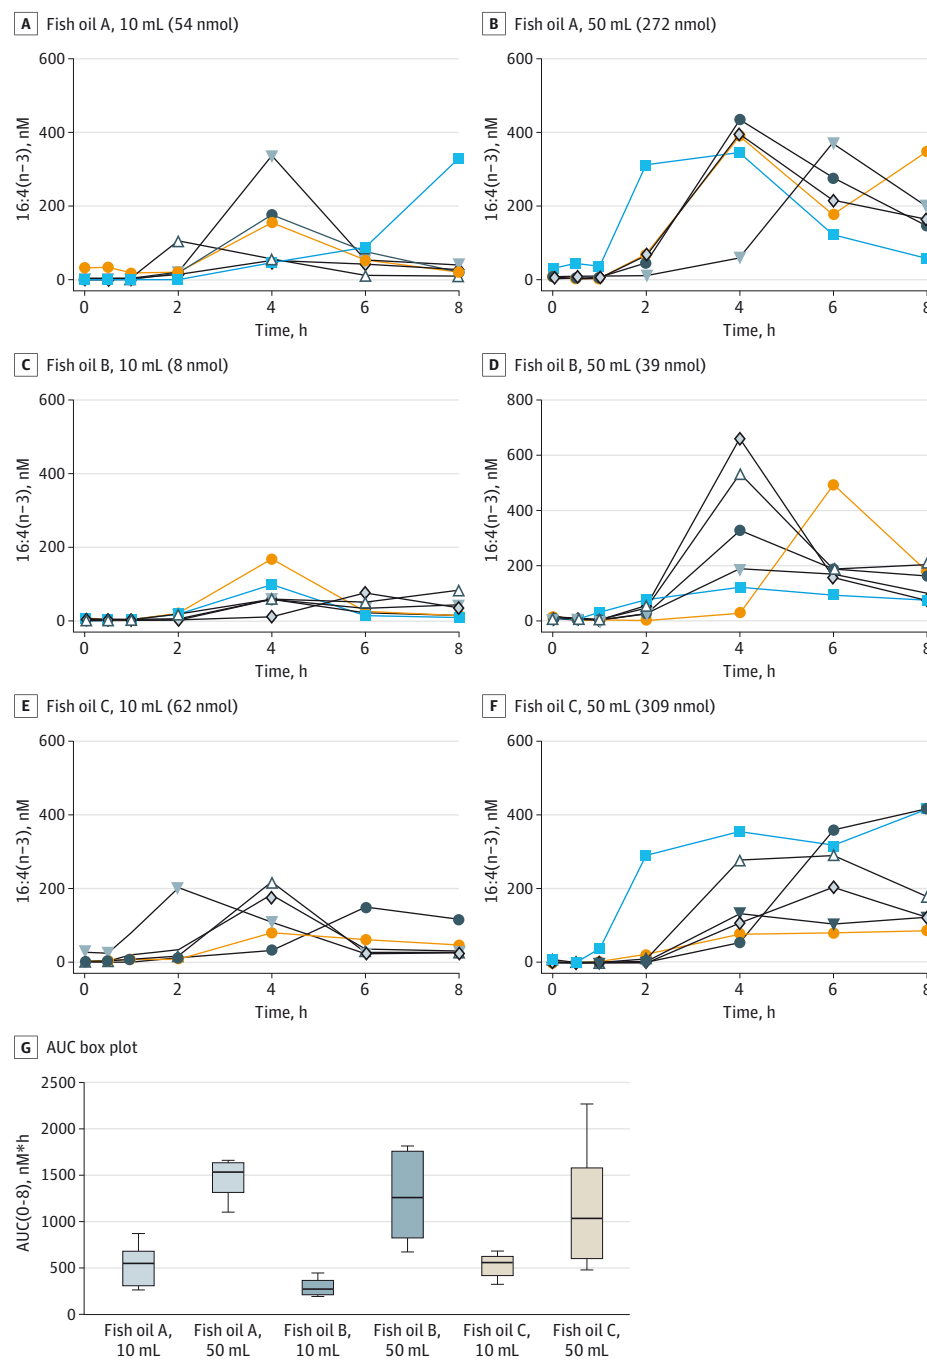 A Fish oil A, 10 mL (54 nmol)
600
400
200
0
16:4(n−3), nM
0 2 4 6 8
Time, h
B Fish oil A, 50 mL (272 nmol)
600
400
200
0
16:4(n−3), nM
0 2 4 6 8
Time, h
C Fish oil B, 10 mL (8 nmol)
600
400
200
0
16:4(n−3), nM
0 2 4 6 8
Time, h
D Fish oil B, 50 mL (39 nmol)
800
600
400
200
0
16:4(n−3), nM
0 2 4 6 8
Time, h
E Fish oil C, 10 mL (62 nmol)
600
400
200
0
16:4(n−3), nM
0 2 4 6 8
Time, h
F Fish oil C, 50 mL (309 nmol)
600
400
200
0
16:4(n−3), nM
0 2 4 6 8
Time, h
G AUC box plot
2500
2000
1500
1000
500
0
AUC(0-8), nM*h
Fish oil A, Fish oil A, Fish oil B, Fish oil B, Fish oil C, Fish oil C,
10 mL 50 mL 10 mL 50 mL 10 mL 50 mL